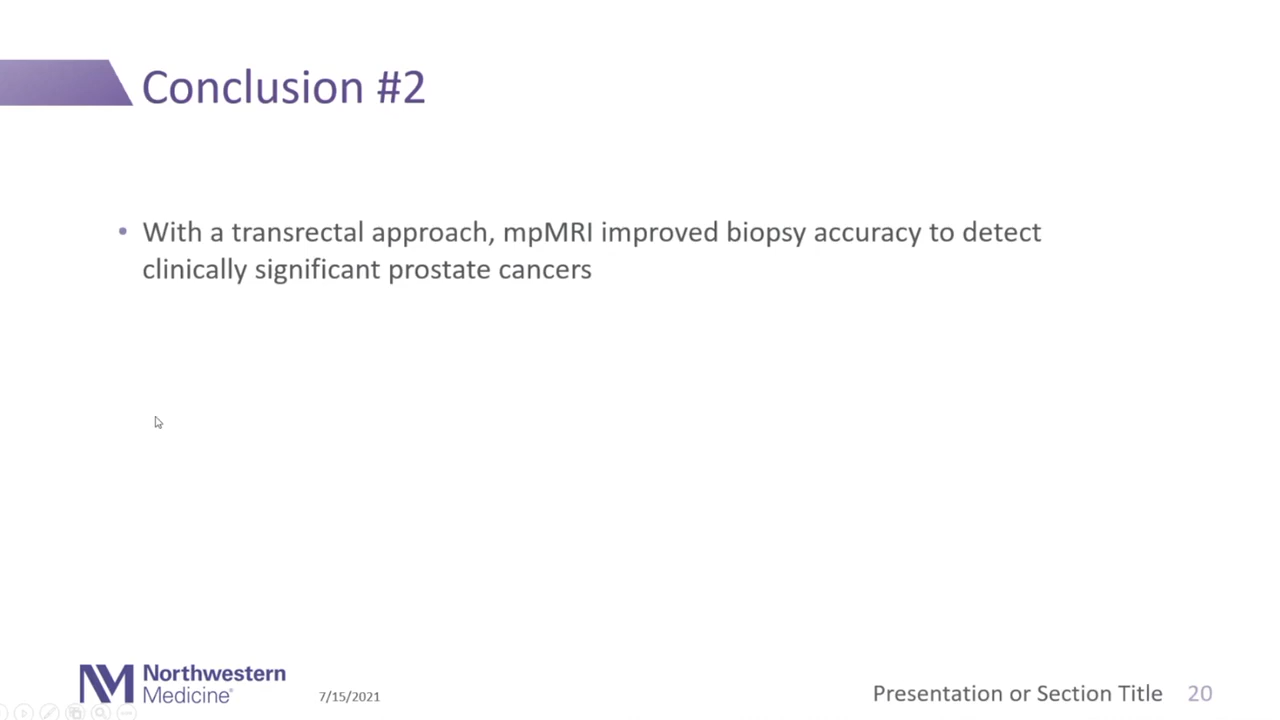 Conclusion #2
• With a transrectal approach, mpMRI improved biopsy accuracy to detect
clinically significant prostate cancers
NM Northwestern
Medicine®
7/15/2021
Presentation or Section Title 20